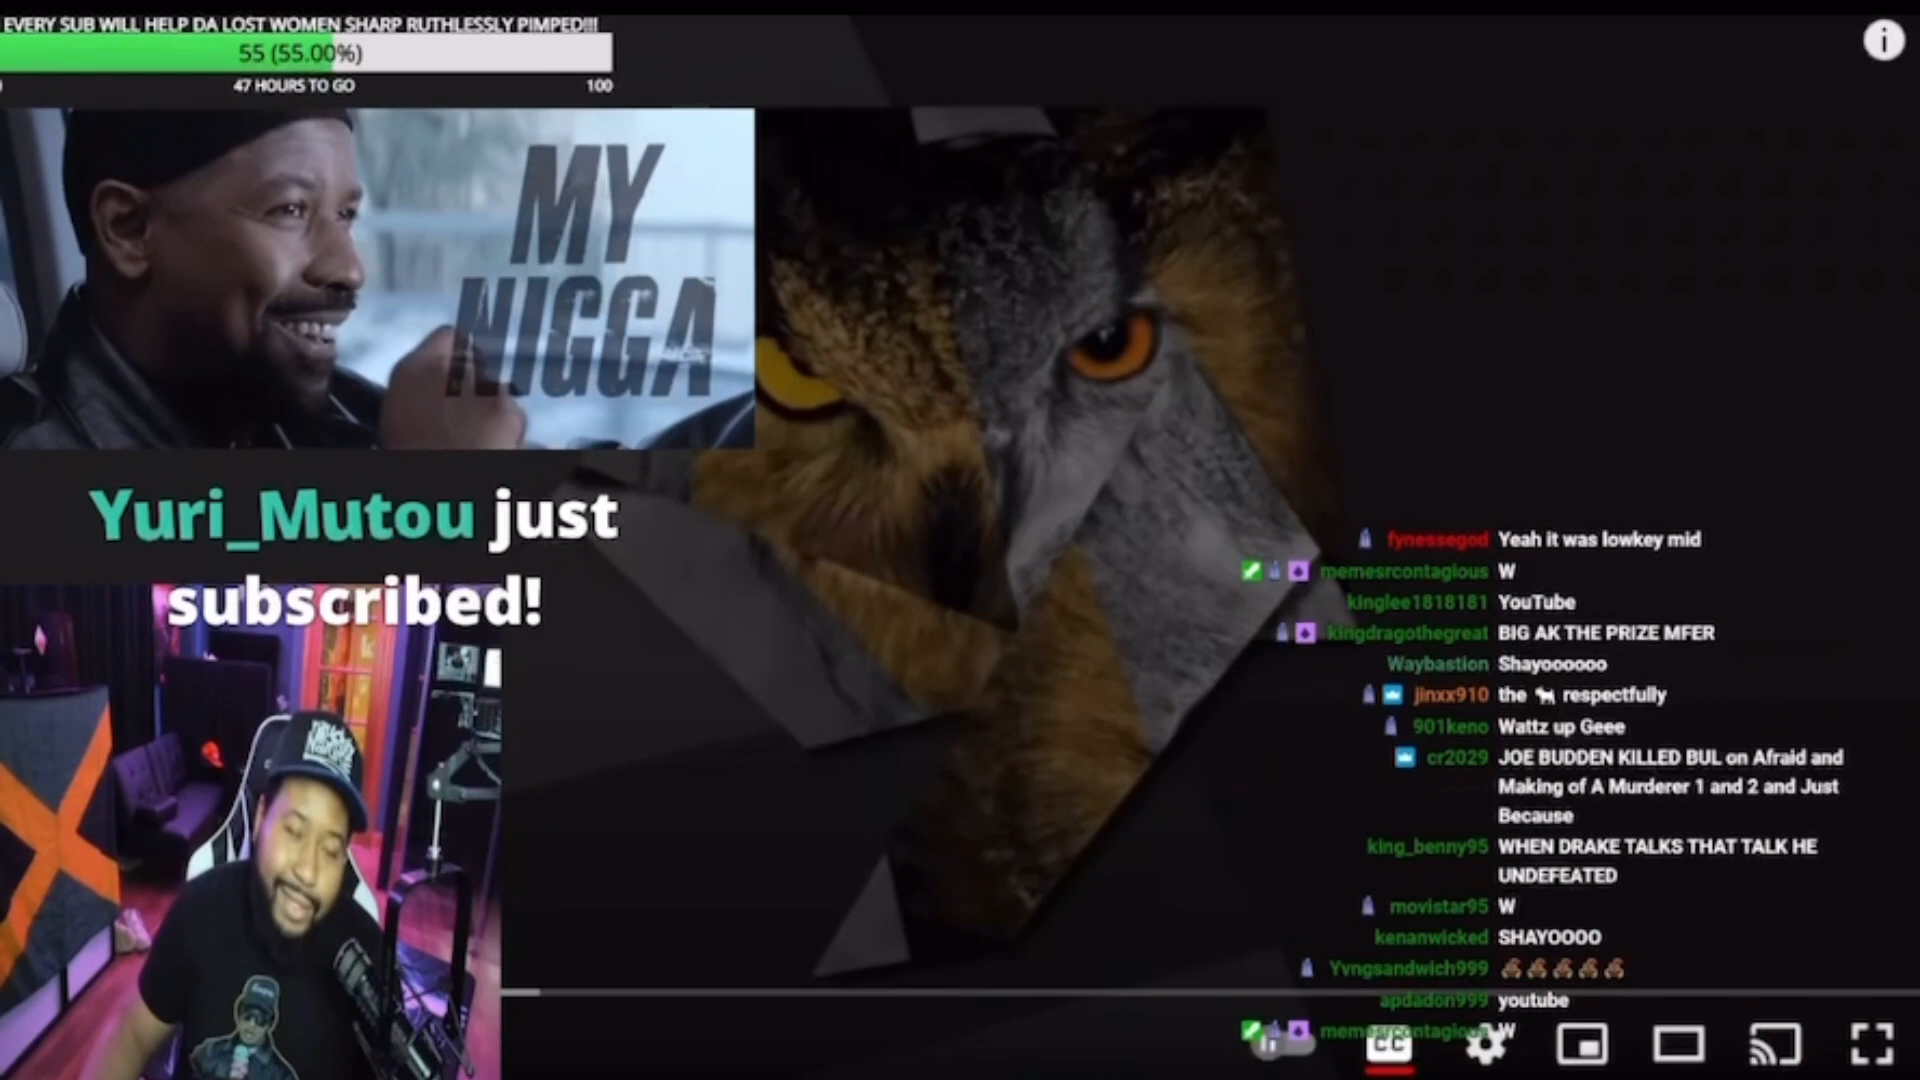 EVERY SUB WILL HELP DA LOST WOMEN SHARP RUTHLESSLY PIMPED!!!
55 (55.00%)
47 HOURS TO GO
100
MY
NIGGA
Yuri_Mutou just
subscribed!
fynessegod Yeah it was lowkey mid
memesrcontagious W
kinglee1818181 YouTube
kingdragothegreat BIG AK THE PRIZE MFER
Waybastion Shayoooooo
jinxx910 the 🐐 respectfully
901keno Wattz up Geee
cr2029 JOE BUDDEN KILLED BUL on Afraid and
Making of A Murderer 1 and 2 and Just
Because
king_benny95 WHEN DRAKE TALKS THAT TALK HE
UNDEFEATED
movistar95 W
kenanwicked SHAYOOOO
Yvngsandwich999
apdadon999 youtube
memesrcontagious W
CC